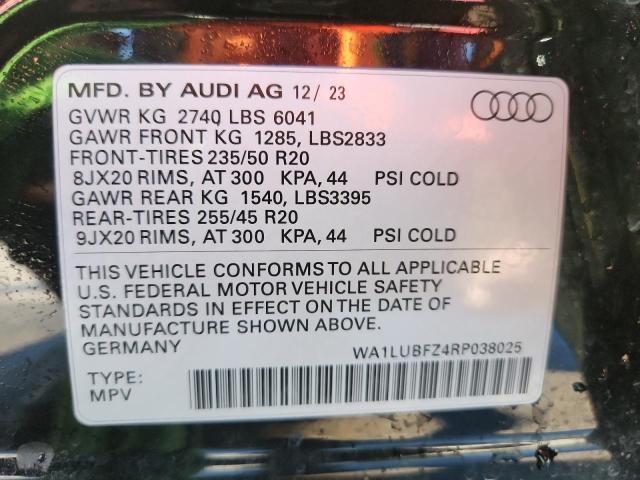 MFD. BY AUDI AG 12/ 23
GVWR KG 2740 LBS 6041
GAWR FRONT KG 1285, LBS2833
FRONT-TIRES 235/50 R20
8JX20 RIMS, AT 300 KPA, 44 PSI COLD
GAWR REAR KG 1540, LBS3395
REAR-TIRES 255/45 R20
9JX20 RIMS, AT 300 KPA, 44 PSI COLD
THIS VEHICLE CONFORMS TO ALL APPLICABLE
U.S. FEDERAL MOTOR VEHICLE SAFETY
STANDARDS IN EFFECT ON THE DATE OF
MANUFACTURE SHOWN ABOVE.
GERMANY WA1LUBFZ4RP038025
TYPE:
MPV